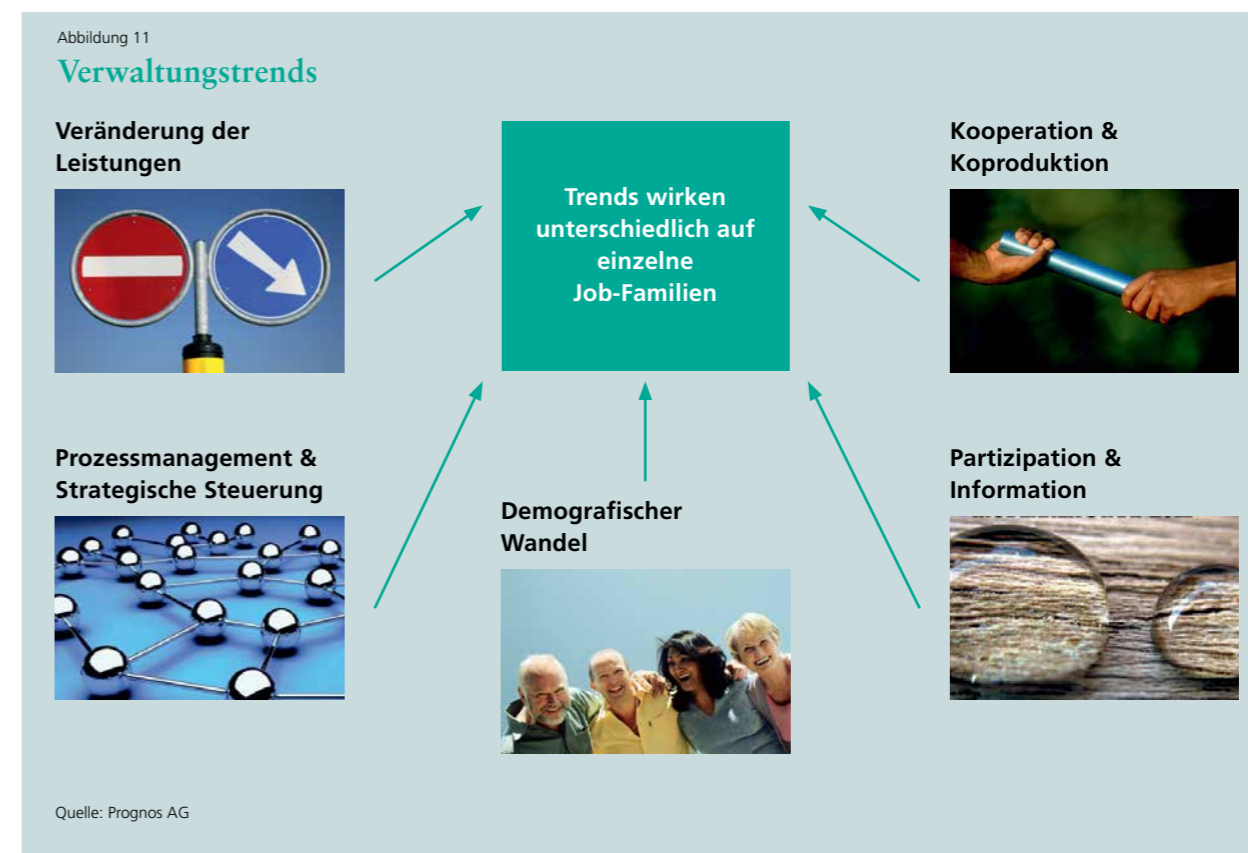 Abbildung 11
Verwaltungstrends
Veränderung der
Leistungen
Trends wirken
unterschiedlich auf
einzelne
Job-Familien
Kooperation &
Koproduktion
Prozessmanagement &
Strategische Steuerung
Demografischer
Wandel
Partizipation &
Information
Quelle: Prognos AG